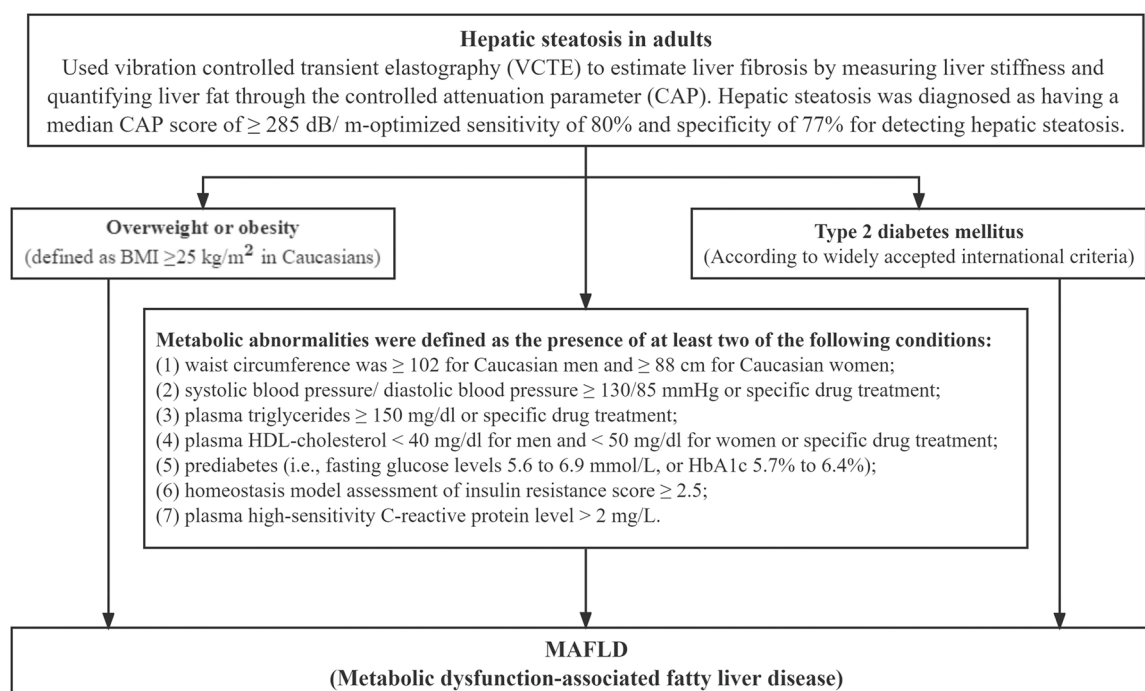 Hepatic steatosis in adults
Used vibration controlled transient elastography (VCTE) to estimate liver fibrosis by measuring liver stiffness and
quantifying liver fat through the controlled attenuation parameter (CAP). Hepatic steatosis was diagnosed as having a
median CAP score of ≥ 285 dB/ m-optimized sensitivity of 80% and specificity of 77% for detecting hepatic steatosis.
Overweight or obesity
(defined as BMI ≥25 kg/m² in Caucasians)
Type 2 diabetes mellitus
(According to widely accepted international criteria)
Metabolic abnormalities were defined as the presence of at least two of the following conditions:
(1) waist circumference was ≥ 102 for Caucasian men and ≥ 88 cm for Caucasian women;
(2) systolic blood pressure/ diastolic blood pressure ≥ 130/85 mmHg or specific drug treatment;
(3) plasma triglycerides ≥ 150 mg/dl or specific drug treatment;
(4) plasma HDL-cholesterol < 40 mg/dl for men and < 50 mg/dl for women or specific drug treatment;
(5) prediabetes (i.e., fasting glucose levels 5.6 to 6.9 mmol/L, or HbA1c 5.7% to 6.4%);
(6) homeostasis model assessment of insulin resistance score ≥ 2.5;
(7) plasma high-sensitivity C-reactive protein level > 2 mg/L.
MAFLD
(Metabolic dysfunction-associated fatty liver disease)